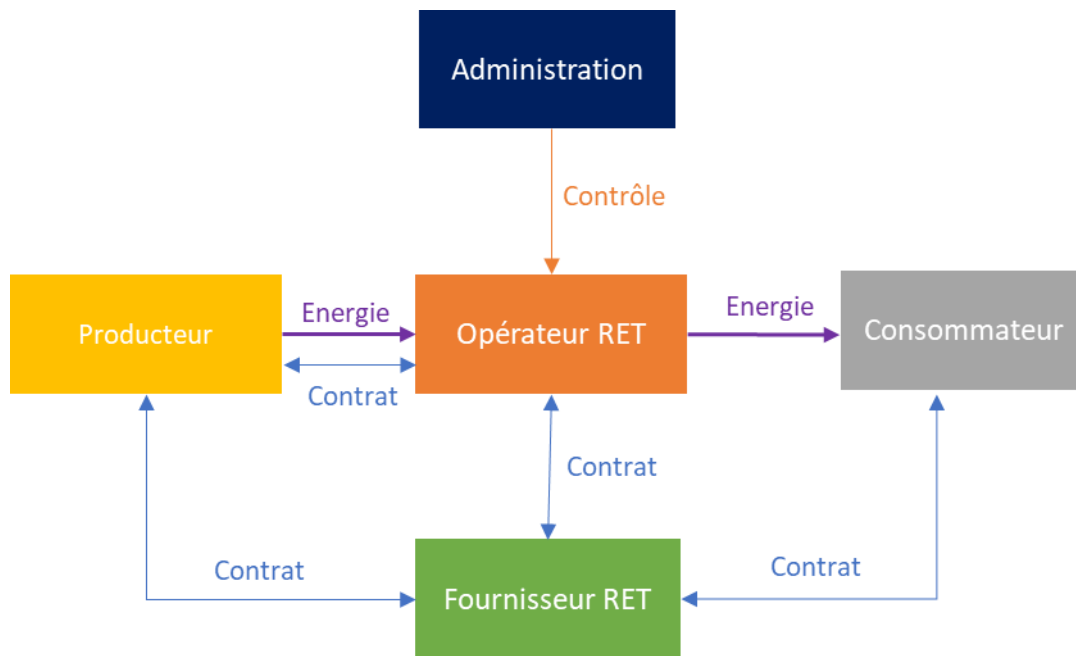 Administration
Contrôle
Producteur
Energie
Contrat
Opérateur RET
Energie
Consommateur
Contrat
Contrat
Fournisseur RET
Contrat